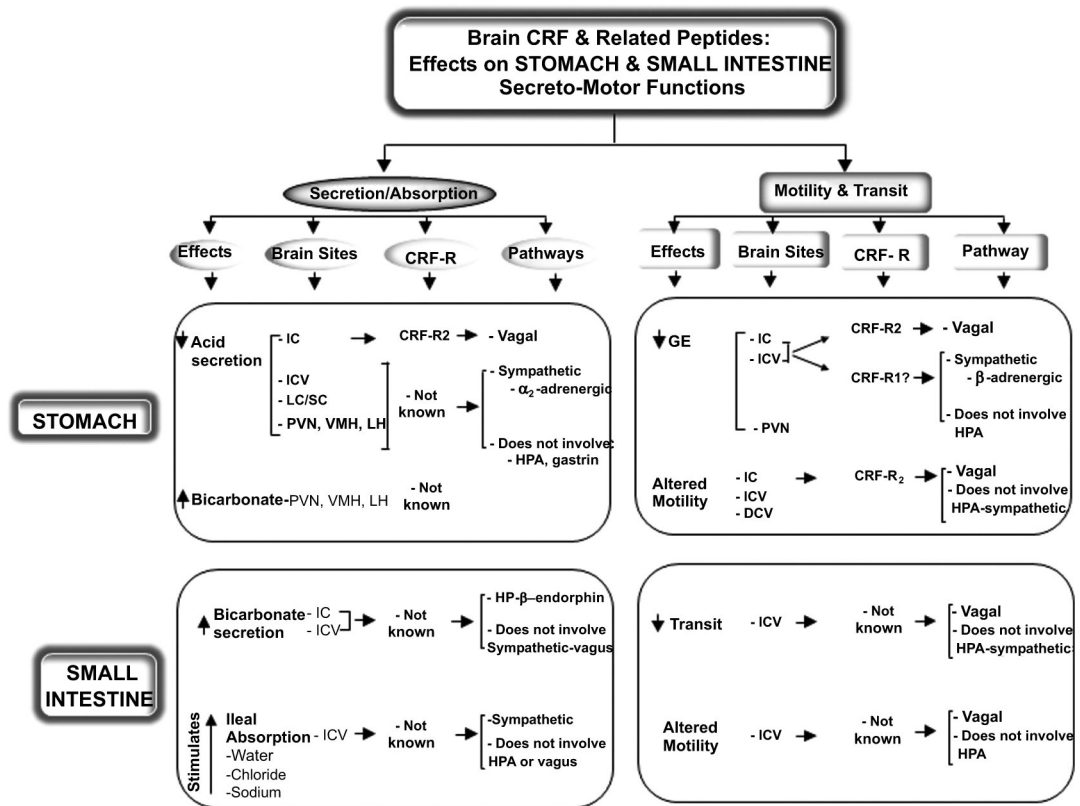 Brain CRF & Related Peptides:
Effects on STOMACH & SMALL INTESTINE
Secreto-Motor Functions
Secretion/Absorption
Motility & Transit
Effects
Brain Sites
CRF-R
Pathways
Effects
Brain Sites
CRF- R
Pathway
STOMACH
Acid
secretion
- IC
CRF-R2
- Vagal
- ICV
- LC/SC
- PVN, VMH, LH
- Not
known
- Sympathetic
- α2-adrenergic
- Does not involve:
- HPA, gastrin
Bicarbonate-PVN, VMH, LH
- Not
known
GE
- IC
- ICV
- PVN
CRF-R2
- Vagal
CRF-R1?
- Sympathetic
- β-adrenergic
- Does not involve
HPA
Altered
Motility
- IC
- ICV
- DCV
CRF-R2
- Vagal
- Does not involve
HPA-sympathetic
SMALL
INTESTINE
Bicarbonate
secretion
- IC
- ICV
- Not
known
- HP-β–endorphin
- Does not involve
Sympathetic-vagus
Stimulates
Ileal
Absorption
-Water
-Chloride
-Sodium
- ICV
- Not
known
-Sympathetic
- Does not involve
HPA or vagus
Transit
- ICV
- Not
known
- Vagal
- Does not involve
HPA-sympathetic:
Altered
Motility
- ICV
- Not
known
- Vagal
- Does not involve
HPA